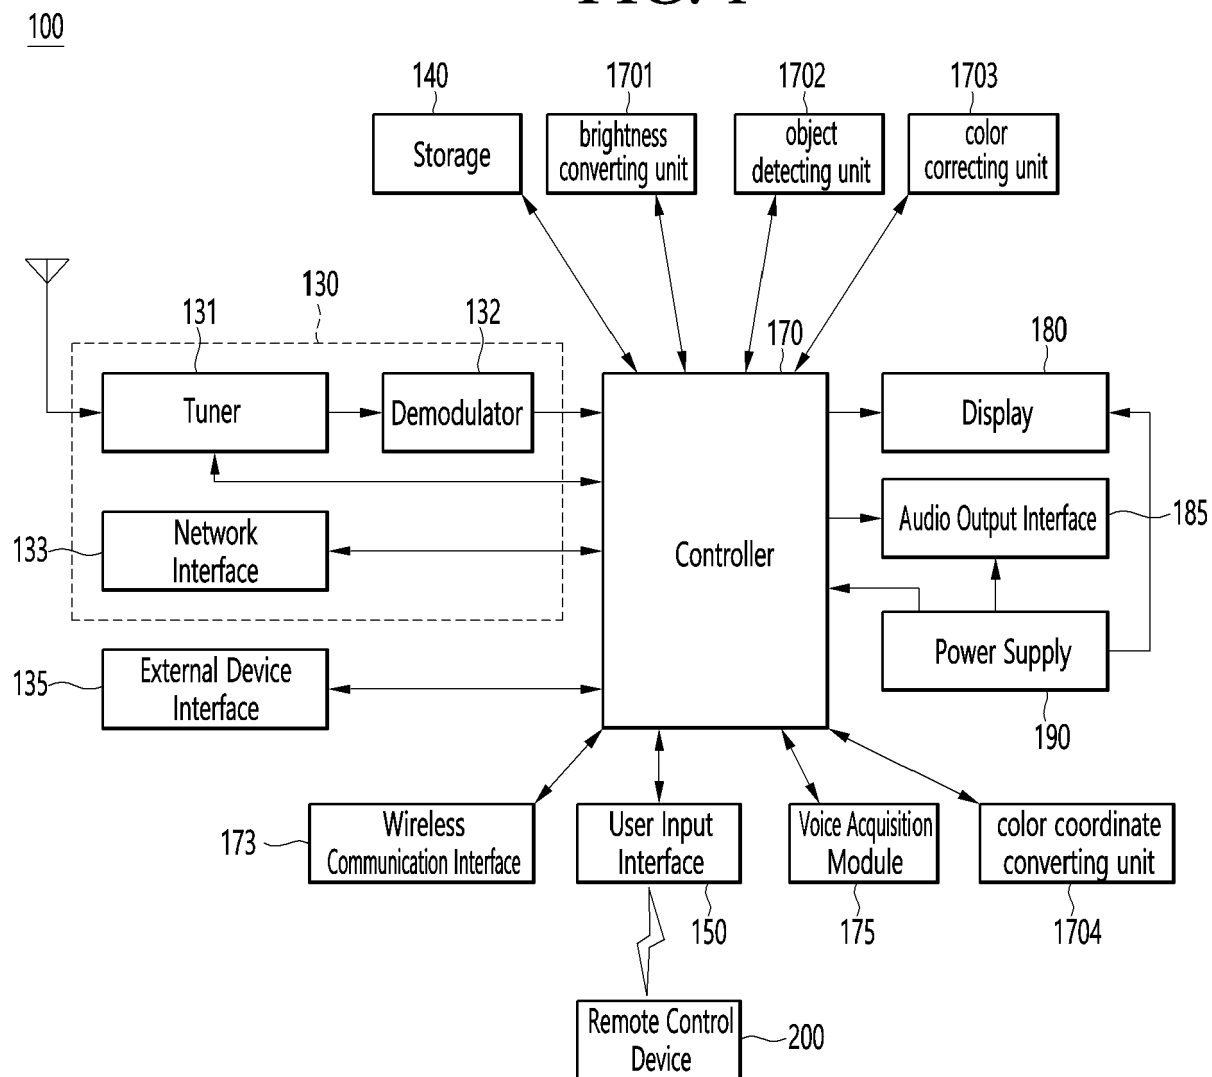 100
140
1701
1702
1703
Storage
brightness
converting unit
object
detecting unit
color
correcting unit
130
131
132
170
180
Tuner
Demodulator
Display
Network
Interface
133
Controller
Audio Output Interface
185
External Device
Interface
135
Power Supply
190
Wireless
Communication Interface
173
User Input
Interface
150
Voice Acquisition
Module
175
color coordinate
converting unit
1704
Remote Control
Device
200